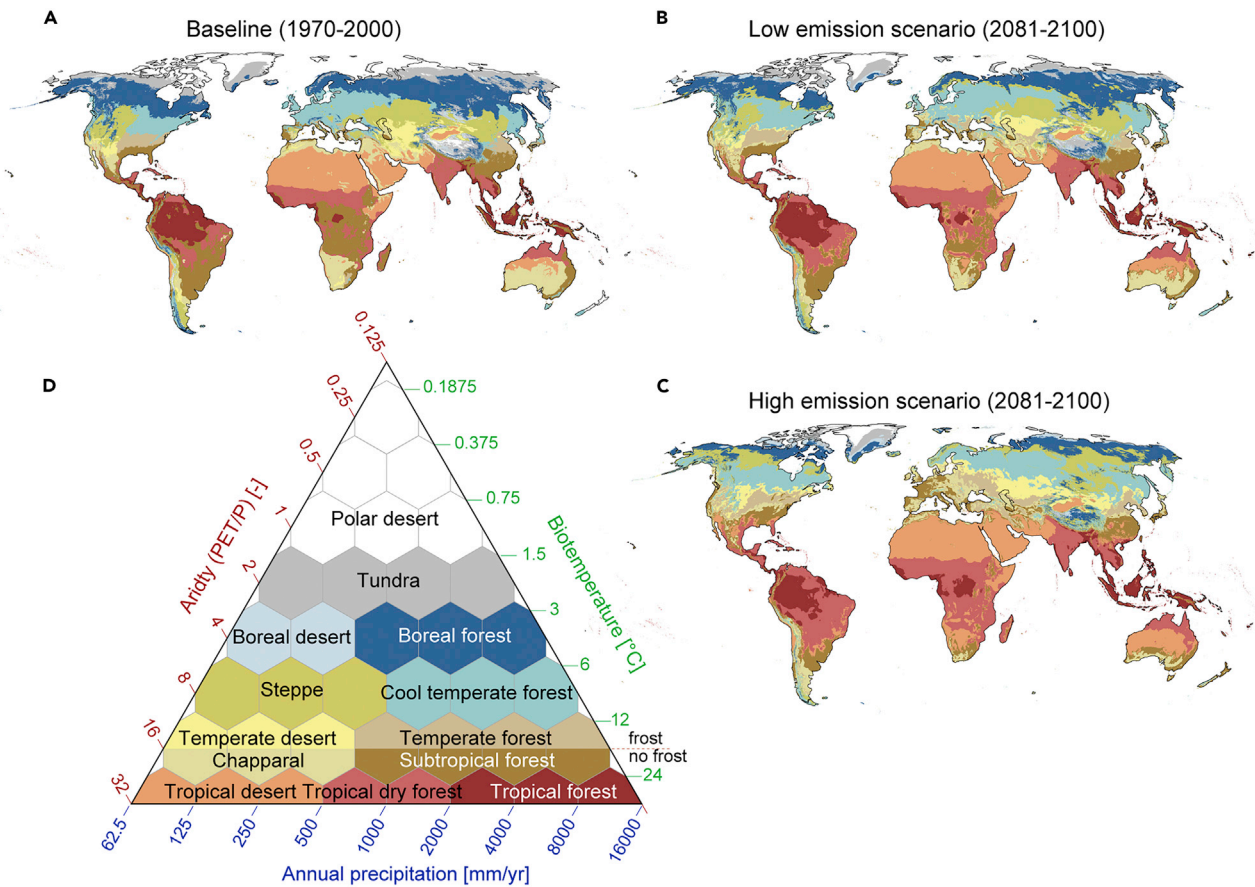 A
Baseline (1970-2000)
B
Low emission scenario (2081-2100)
C
High emission scenario (2081-2100)
D
0.125
0.25
0.5
1
2
4
8
16
32
Aridty (PET/P) [-]
0.1875
0.375
0.75
1.5
3
6
12
24
Biotemperature [°C]
frost
no frost
Polar desert
Tundra
Boreal desert
Boreal forest
Steppe
Cool temperate forest
Temperate desert
Temperate forest
Chapparal
Subtropical forest
Tropical desert
Tropical dry forest
Tropical forest
62.5
125
250
500
1000
2000
4000
8000
16000
Annual precipitation [mm/yr]